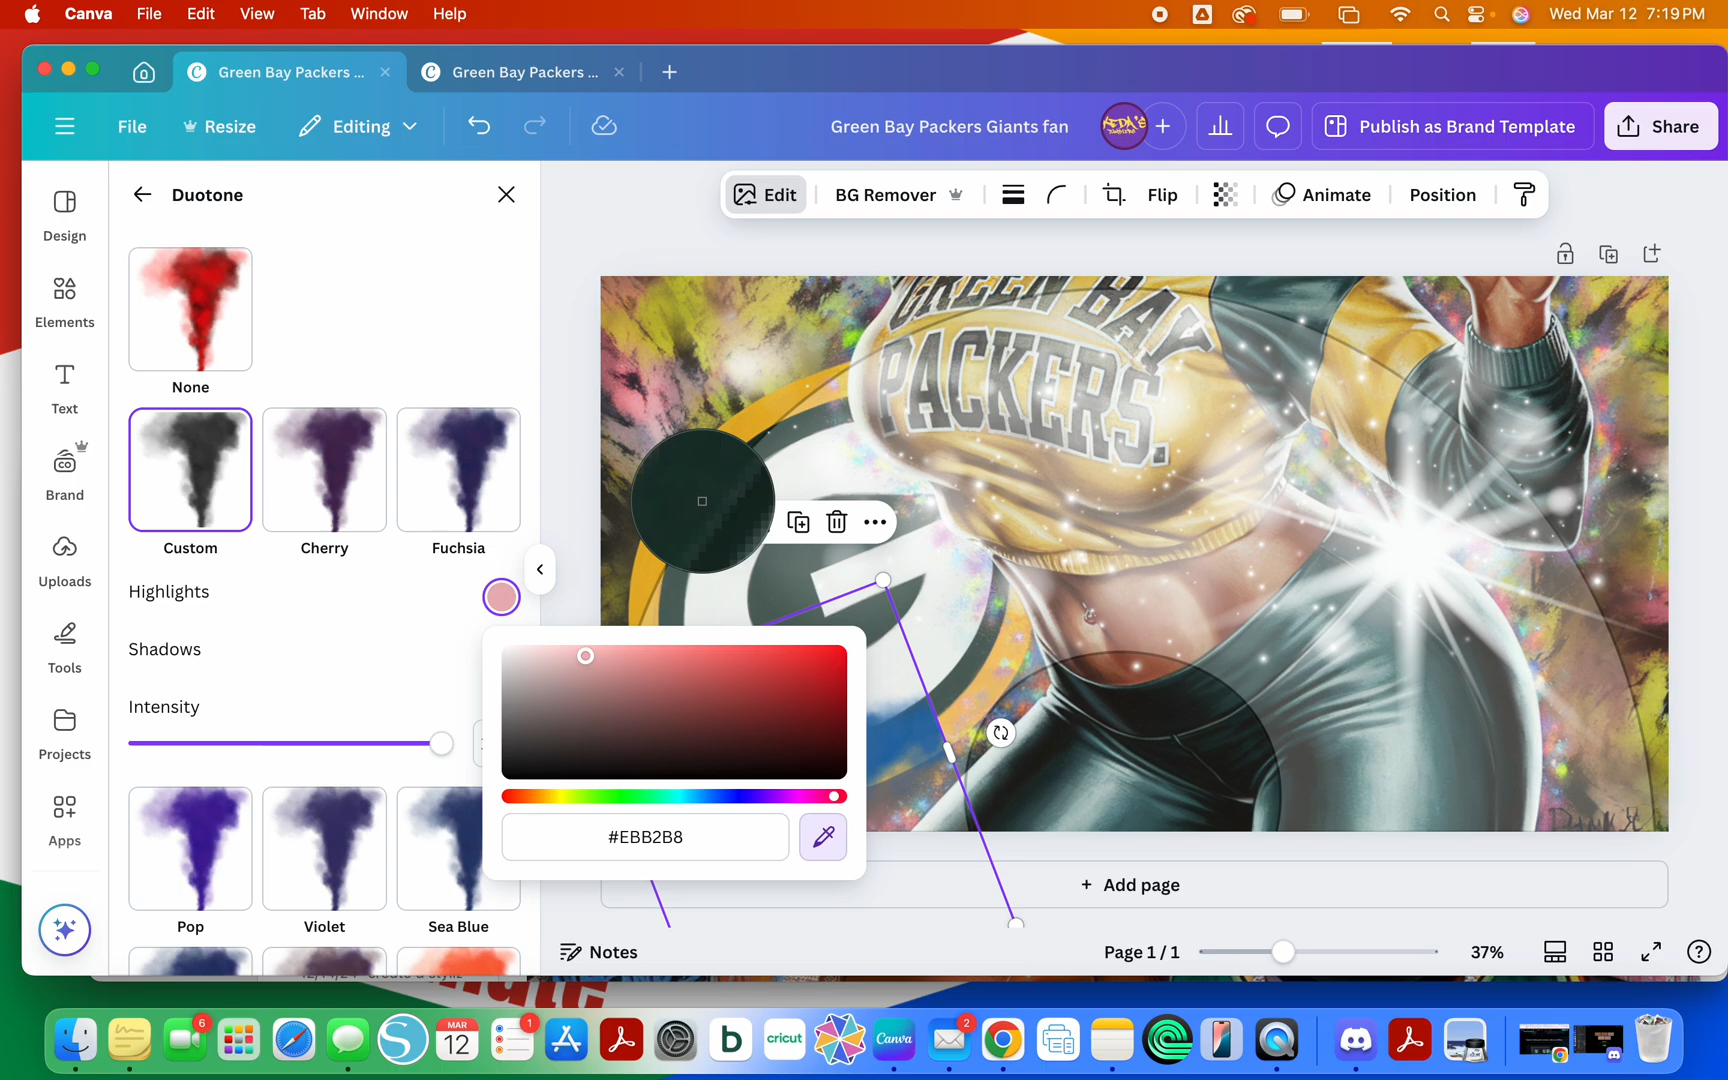 Canva File Edit View Tab Window Help
Wed Mar 12 7:19 PM
Green Bay Packers ...
Green Bay Packers ...
File Resize Editing
Green Bay Packers Giants fan
Publish as Brand Template
Share
Duotone
Edit BG Remover Flip Animate Position
Design
Elements
Text
Brand
Uploads
Tools
Projects
Apps
None
Custom Cherry Fuchsia
Highlights
Shadows
Intensity
#EBB2B8
Pop Violet Sea Blue
GREEN BAY
PACKERS.
+ Add page
Notes
Page 1 / 1
37%
6
MAR
12
1
cricut
Canva
2